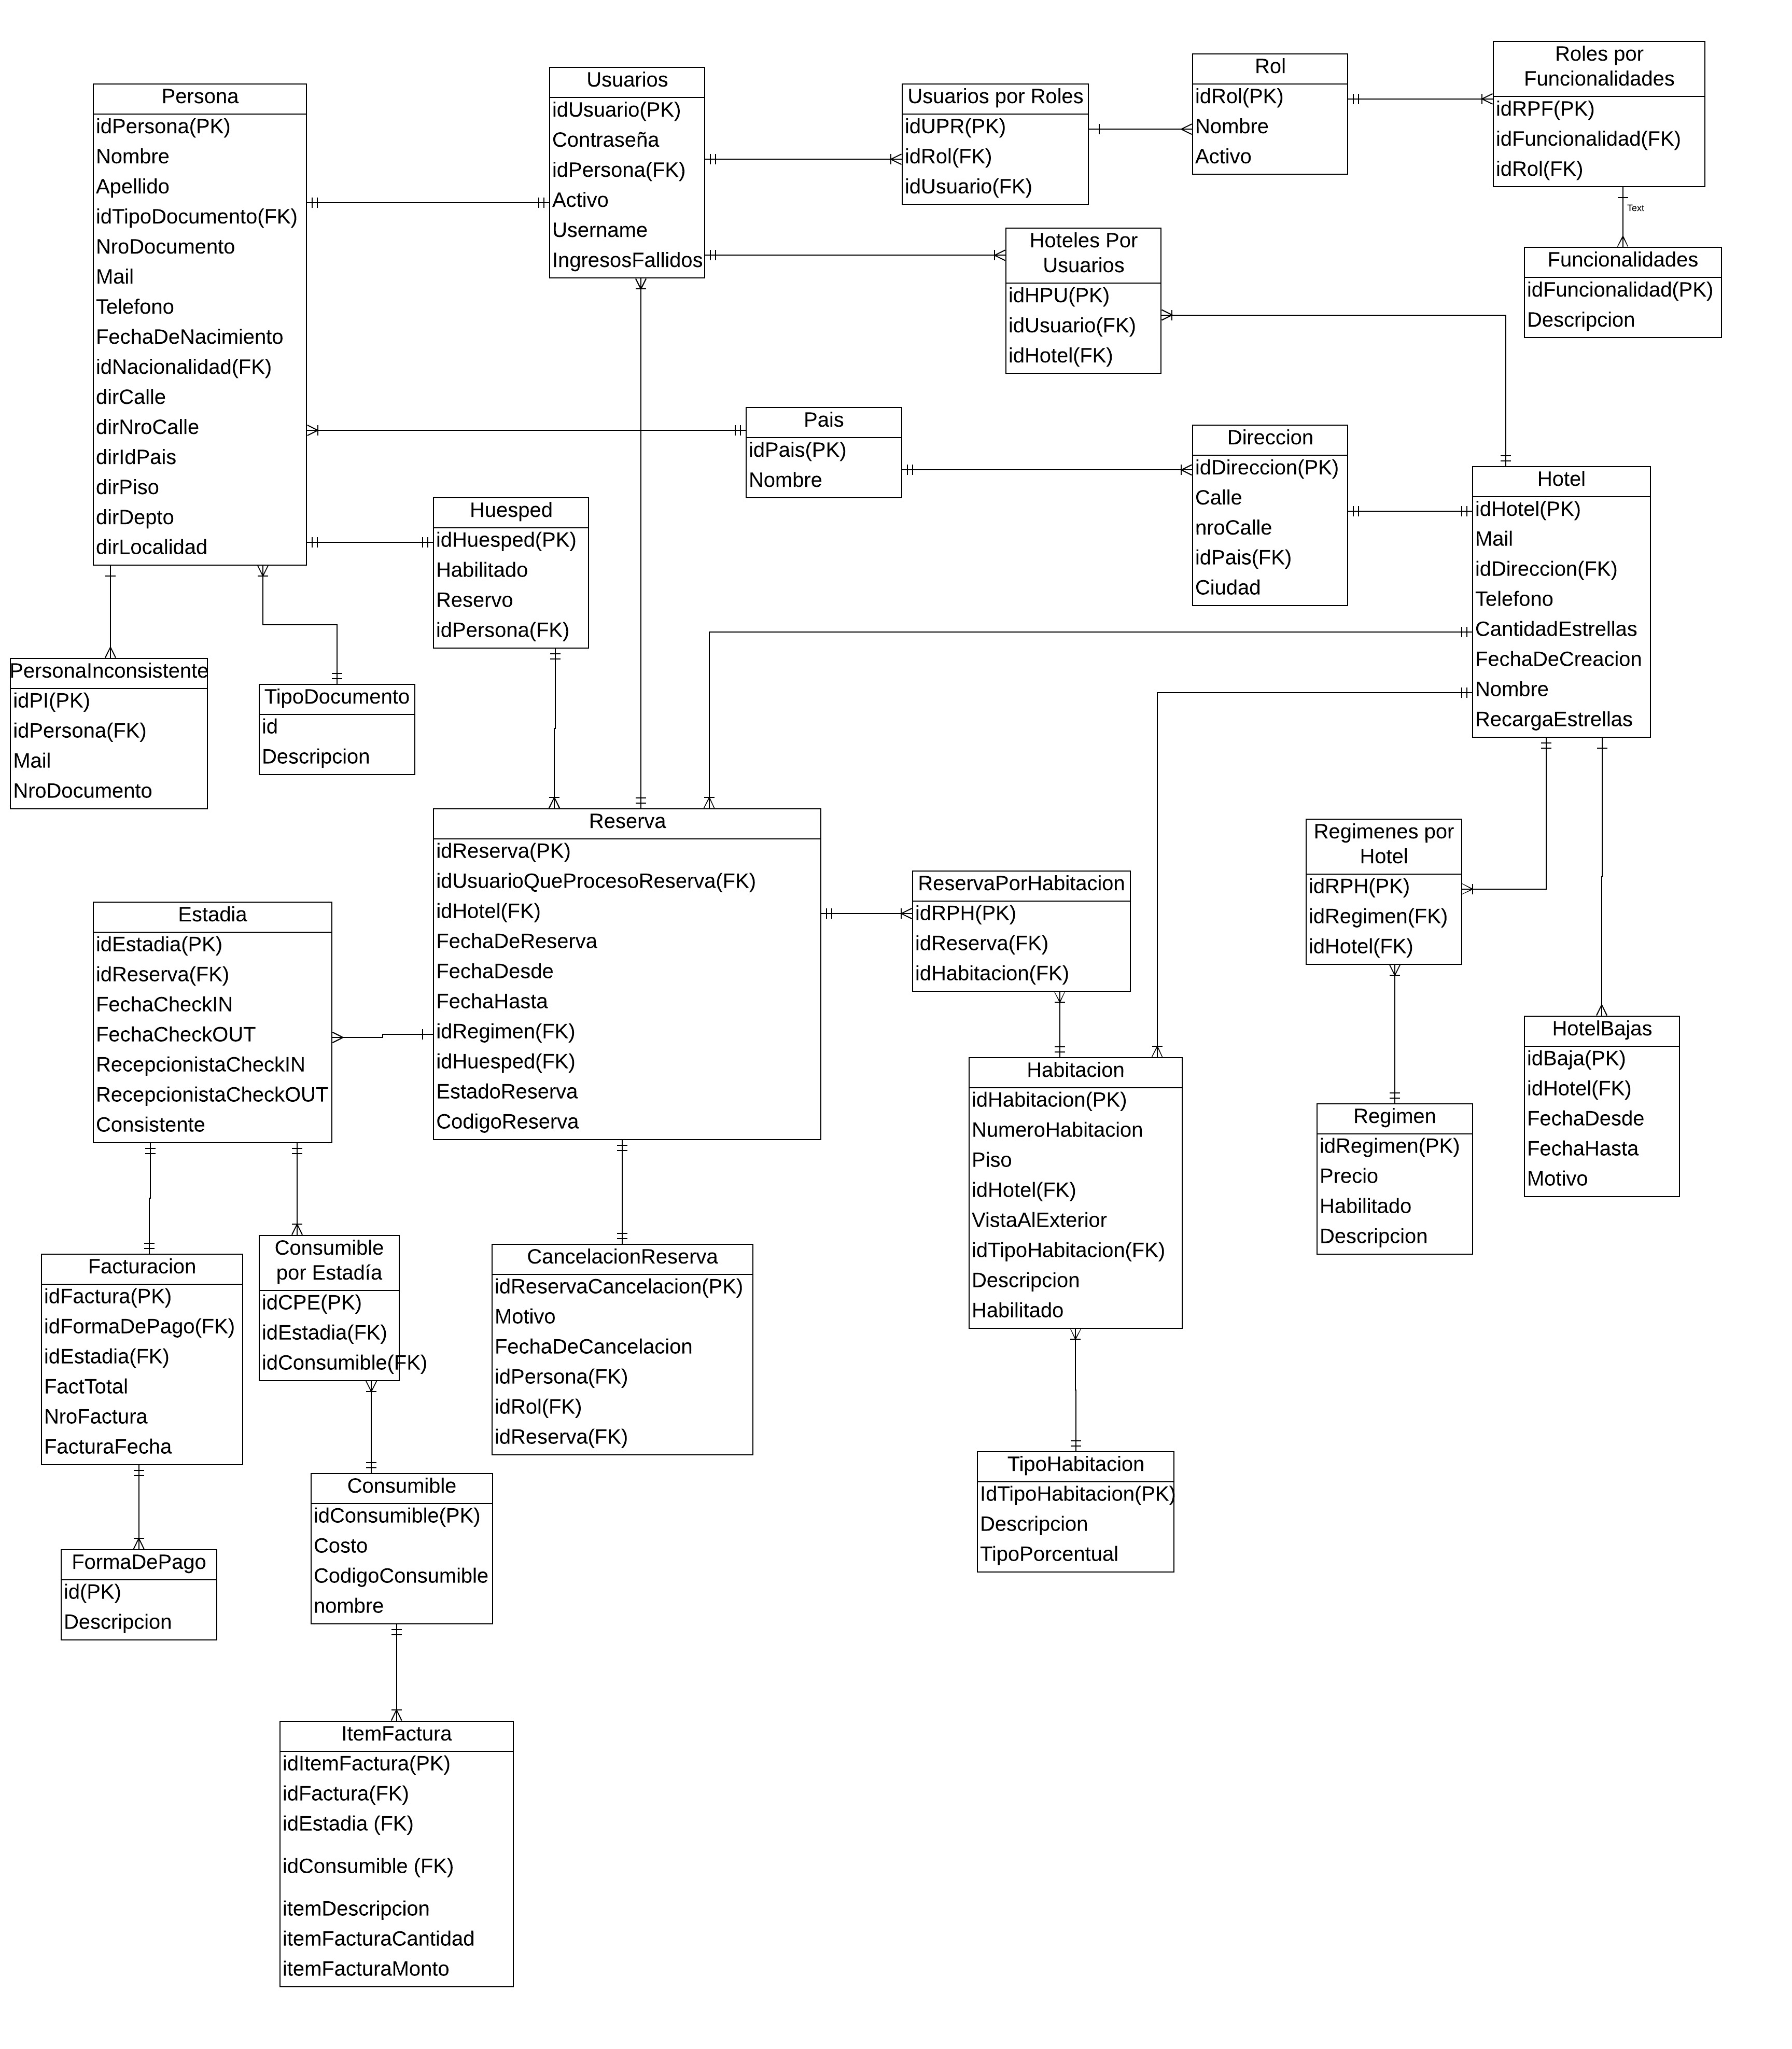 Persona
idPersona(PK)
Nombre
Apellido
idTipoDocumento(FK)
NroDocumento
Mail
Telefono
FechaDeNacimiento
idNacionalidad(FK)
dirCalle
dirNroCalle
dirIdPais
dirPiso
dirDepto
dirLocalidad
Usuarios
idUsuario(PK)
Contraseña
idPersona(FK)
Activo
Username
IngresosFallidos
Usuarios por Roles
idUPR(PK)
idRol(FK)
idUsuario(FK)
Rol
idRol(PK)
Nombre
Activo
Roles por
Funcionalidades
idRPF(PK)
idFuncionalidad(FK)
idRol(FK)
Text
Funcionalidades
idFuncionalidad(PK)
Descripcion
Hoteles Por
Usuarios
idHPU(PK)
idUsuario(FK)
idHotel(FK)
Pais
idPais(PK)
Nombre
Direccion
idDireccion(PK)
Calle
nroCalle
idPais(FK)
Ciudad
Hotel
idHotel(PK)
Mail
idDireccion(FK)
Telefono
CantidadEstrellas
FechaDeCreacion
Nombre
RecargaEstrellas
Huesped
idHuesped(PK)
Habilitado
Reservo
idPersona(FK)
PersonaInconsistente
idPI(PK)
idPersona(FK)
Mail
NroDocumento
TipoDocumento
id
Descripcion
Reserva
idReserva(PK)
idUsuarioQueProcesoReserva(FK)
idHotel(FK)
FechaDeReserva
FechaDesde
FechaHasta
idRegimen(FK)
idHuesped(FK)
EstadoReserva
CodigoReserva
ReservaPorHabitacion
idRPH(PK)
idReserva(FK)
idHabitacion(FK)
Regimenes por
Hotel
idRPH(PK)
idRegimen(FK)
idHotel(FK)
Estadia
idEstadia(PK)
idReserva(FK)
FechaCheckIN
FechaCheckOUT
RecepcionistaCheckIN
RecepcionistaCheckOUT
Consistente
HotelBajas
idBaja(PK)
idHotel(FK)
FechaDesde
FechaHasta
Motivo
Habitacion
idHabitacion(PK)
NumeroHabitacion
Piso
idHotel(FK)
VistaAlExterior
idTipoHabitacion(FK)
Descripcion
Habilitado
Regimen
idRegimen(PK)
Precio
Habilitado
Descripcion
Facturacion
idFactura(PK)
idFormaDePago(FK)
idEstadia(FK)
FactTotal
NroFactura
FacturaFecha
Consumible
por Estadía
idCPE(PK)
idEstadia(FK)
idConsumible(FK)
CancelacionReserva
idReservaCancelacion(PK)
Motivo
FechaDeCancelacion
idPersona(FK)
idRol(FK)
idReserva(FK)
TipoHabitacion
IdTipoHabitacion(PK)
Descripcion
TipoPorcentual
Consumible
idConsumible(PK)
Costo
CodigoConsumible
nombre
FormaDePago
id(PK)
Descripcion
ItemFactura
idItemFactura(PK)
idFactura(FK)
idEstadia (FK)
idConsumible (FK)
itemDescripcion
itemFacturaCantidad
itemFacturaMonto